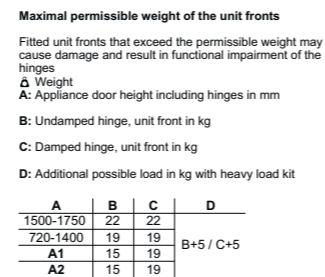 Maximal permissible weight of the unit fronts
Fitted unit fronts that exceed the permissible weight may
cause damage and result in functional impairment of the
hinges
Weight
A: Appliance door height including hinges in mm
B: Undamped hinge, unit front in kg
C: Damped hinge, unit front in kg
D: Additional possible load in kg with heavy load kit
A B C D
1500-1750 22 22
720-1400 19 19
B+5 / C+5
A1 15 19
A2 15 19